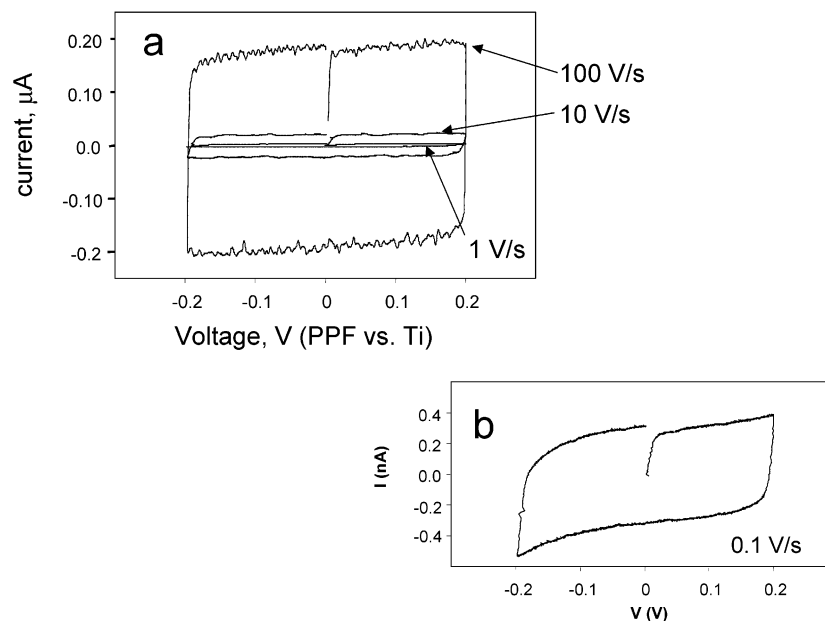 a
0.20
0.10
0.0
-0.10
-0.2
current, μA
100 V/s
10 V/s
1 V/s
-0.2 -0.1 0 0.1 0.2
Voltage, V (PPF vs. Ti)
b
0.4
0.2
0.0
-0.2
-0.4
I (nA)
0.1 V/s
-0.2 -0.1 0 0.1 0.2
V (V)